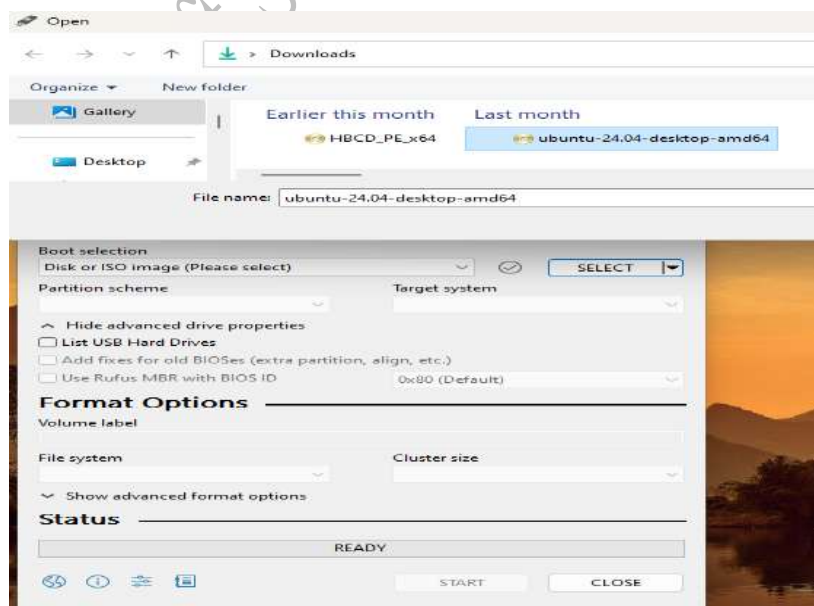 Open
Downloads
Organize New folder
Gallery Earlier this month Last month
HBCD_PE_x64 ubuntu-24.04-desktop-amd64
Desktop
File name: ubuntu-24.04-desktop-amd64
Boot selection
Disk or ISO image (Please select) SELECT
Partition scheme Target system
Hide advanced drive properties
List USB Hard Drives
Add fixes for old BIOSes (extra partition, align, etc.)
Use Rufus MBR with BIOS ID 0x80 (Default)
Format Options
Volume label
File system Cluster size
Show advanced format options
Status
READY
START CLOSE